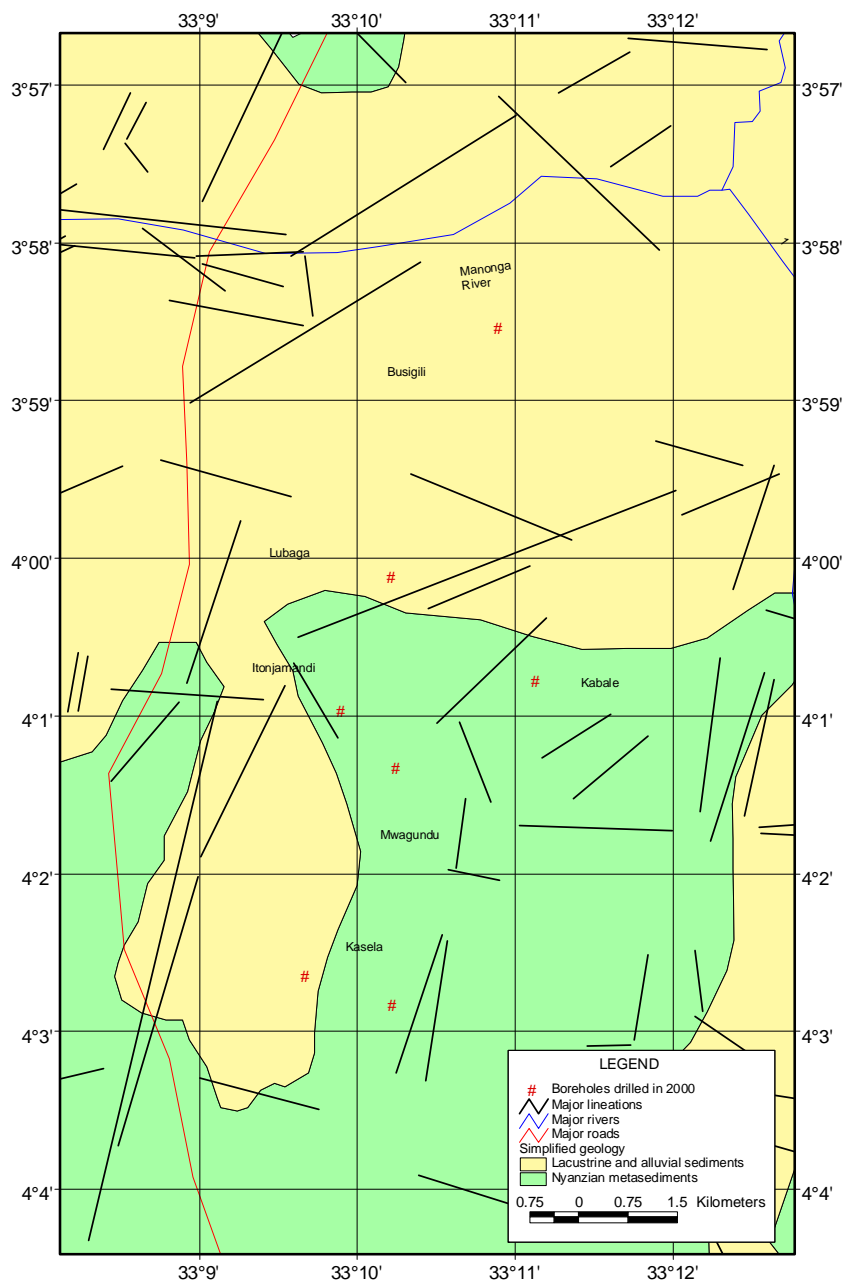 33°9' 33°10' 33°11' 33°12'
3°57' 3°57'
3°58' 3°58'
Manonga
River
#
Busigili
3°59' 3°59'
Lubaga
4°00' 4°00'
#
Itonjamandi
# Kabale
#
4°1' 4°1'
#
Mwagundu
4°2' 4°2'
Kasela
#
#
4°3' 4°3'
LEGEND
# Boreholes drilled in 2000
Major lineations
Major rivers
Major roads
Simplified geology
Lacustrine and alluvial sediments
Nyanzian metasediments
4°4' 4°4'
0.75 0 0.75 1.5 Kilometers
33°9' 33°10' 33°11' 33°12'